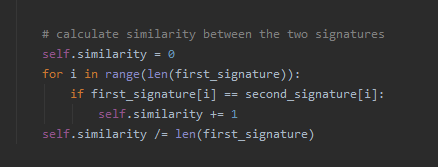 # calculate similarity between the two signatures
self.similarity = 0
for i in range(len(first_signature)):
if first_signature[i] == second_signature[i]:
self.similarity += 1
self.similarity /= len(first_signature)